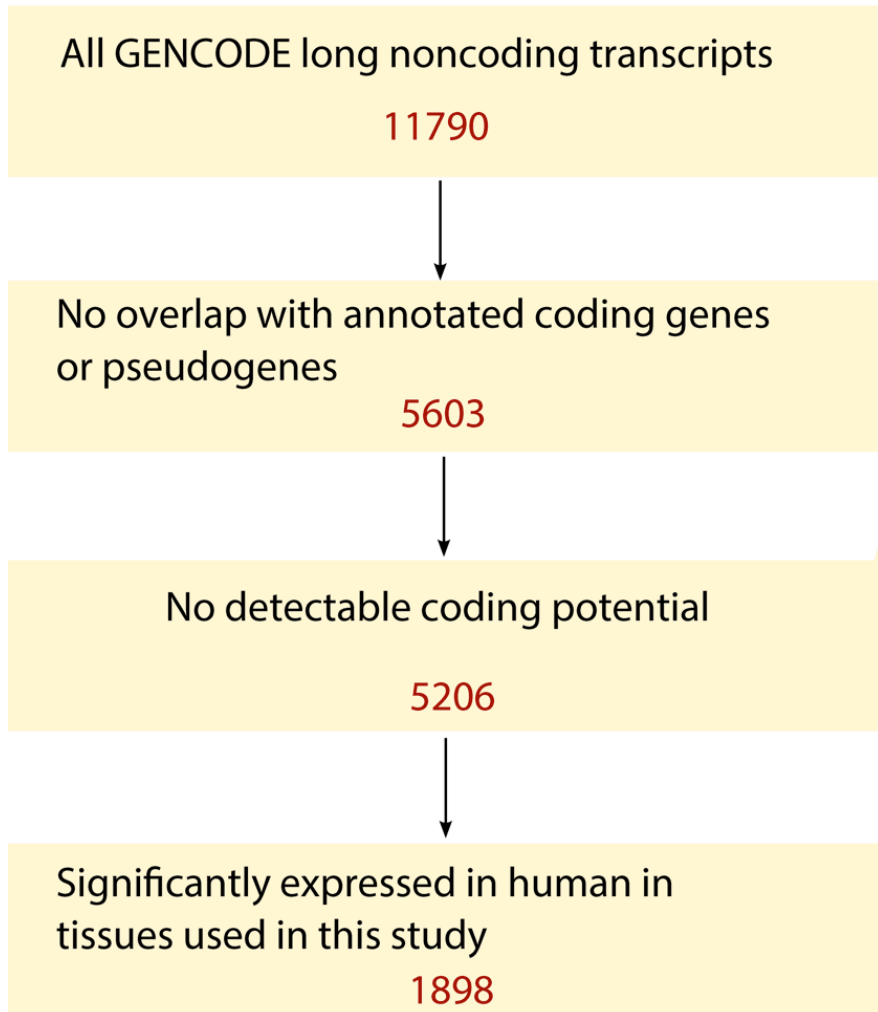 All GENCODE long noncoding transcripts
11790
No overlap with annotated coding genes
or pseudogenes
5603
No detectable coding potential
5206
Significantly expressed in human in
tissues used in this study
1898